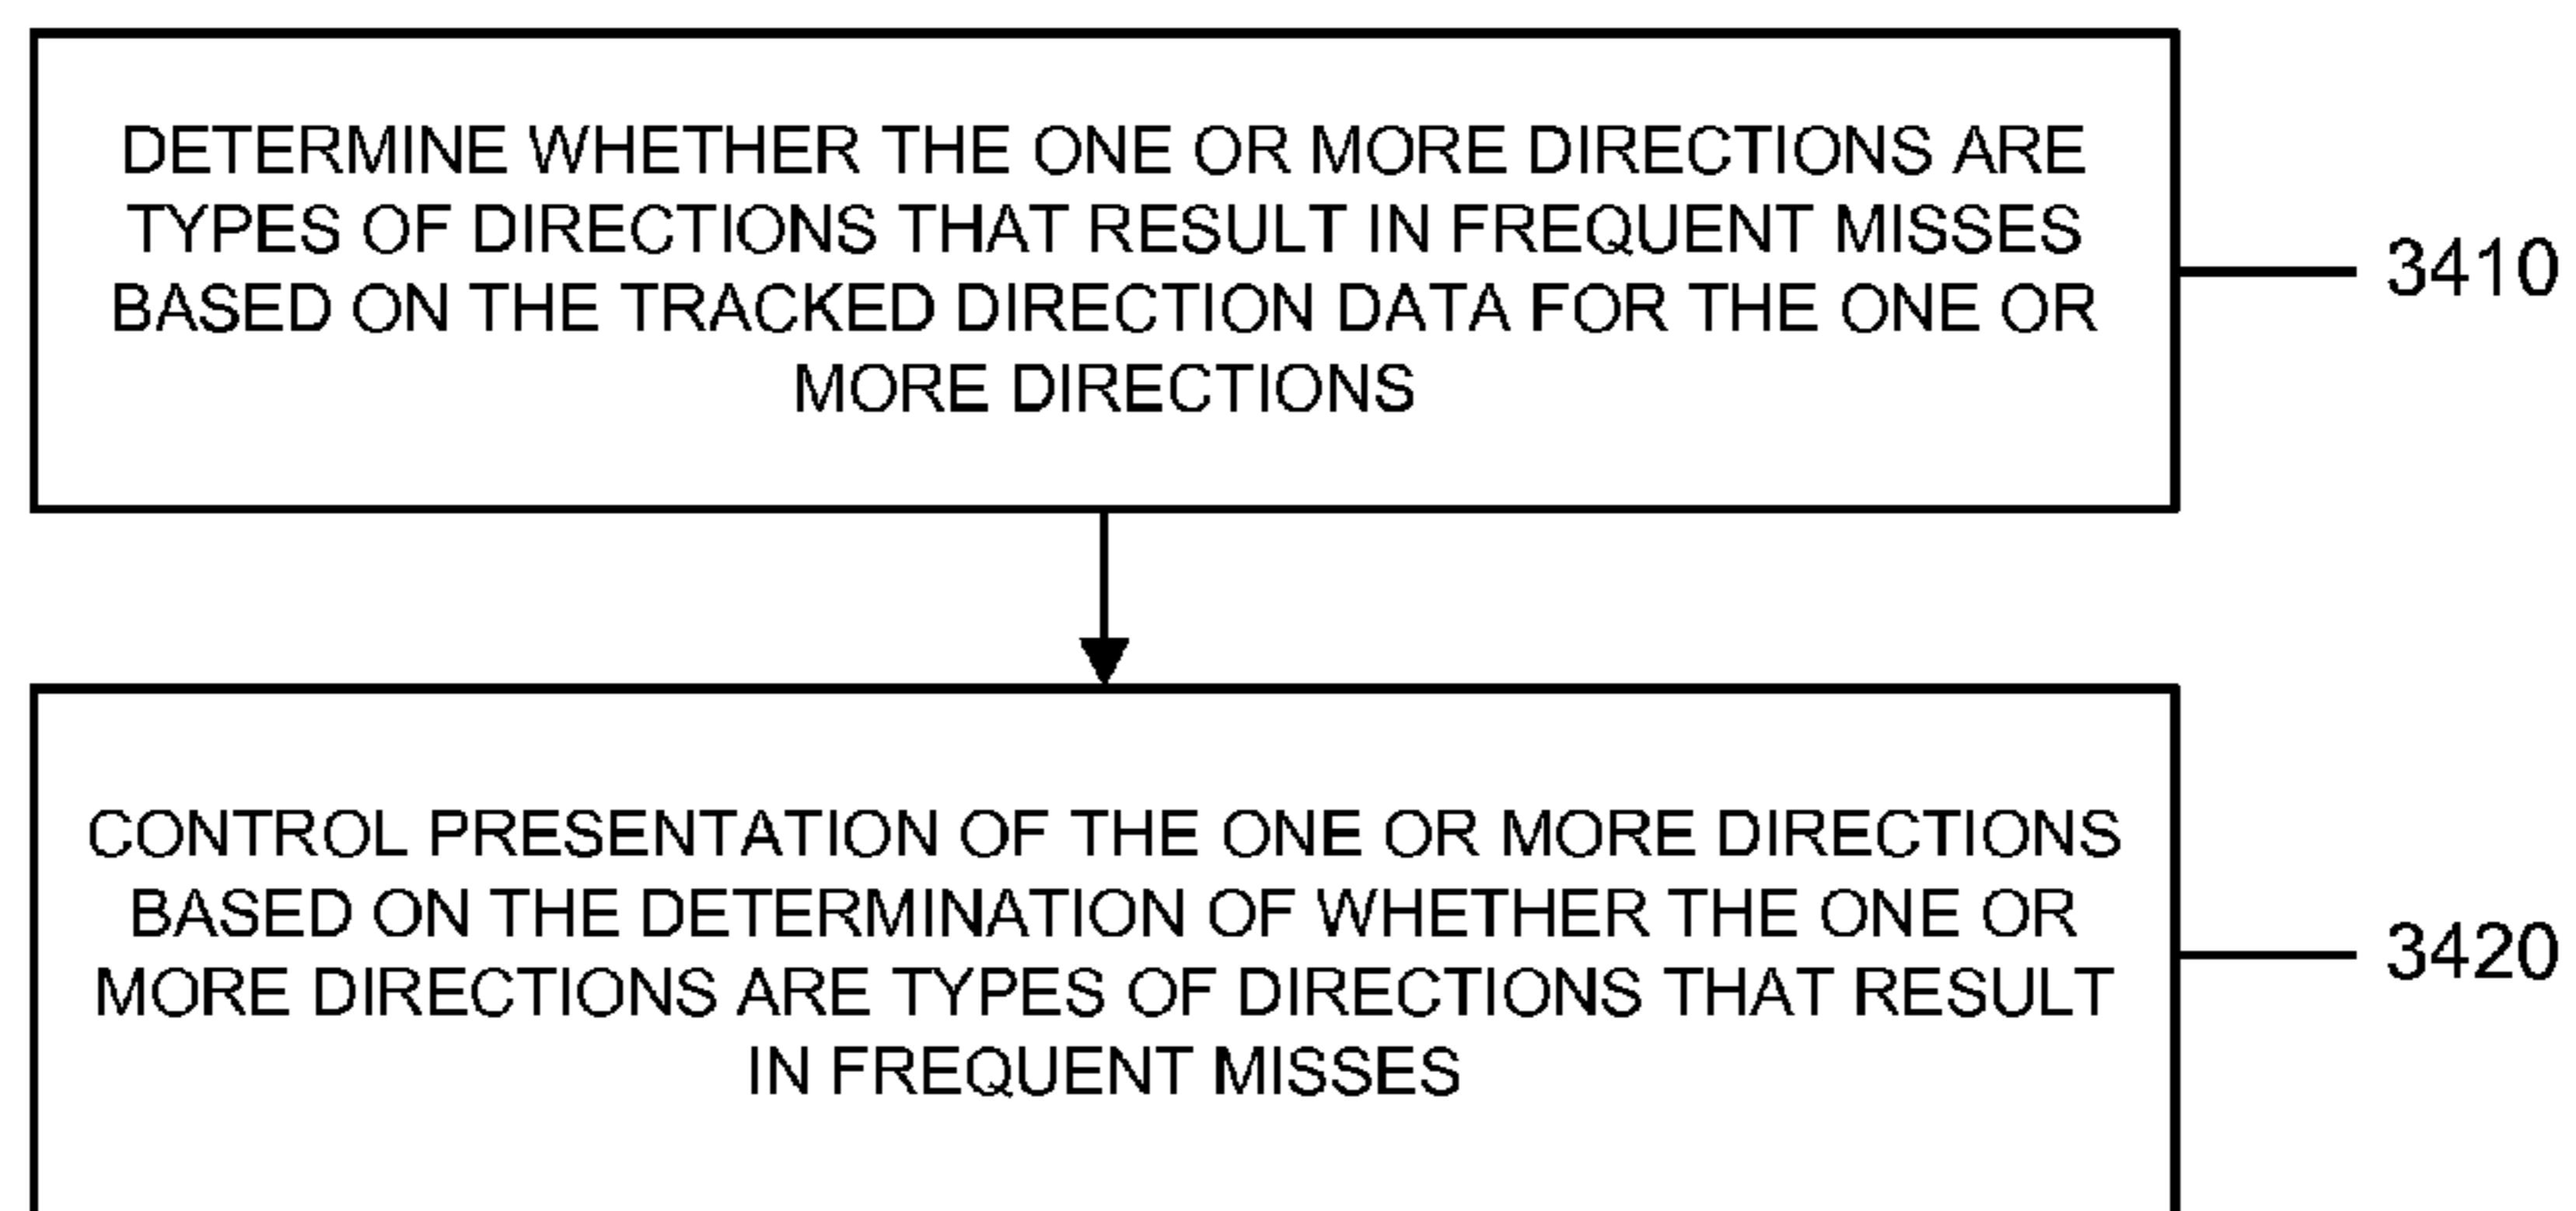 DETERMINE WHETHER THE ONE OR MORE DIRECTIONS ARE
TYPES OF DIRECTIONS THAT RESULT IN FREQUENT MISSES
BASED ON THE TRACKED DIRECTION DATA FOR THE ONE OR
MORE DIRECTIONS
3410
CONTROL PRESENTATION OF THE ONE OR MORE DIRECTIONS
BASED ON THE DETERMINATION OF WHETHER THE ONE OR
MORE DIRECTIONS ARE TYPES OF DIRECTIONS THAT RESULT
IN FREQUENT MISSES
3420